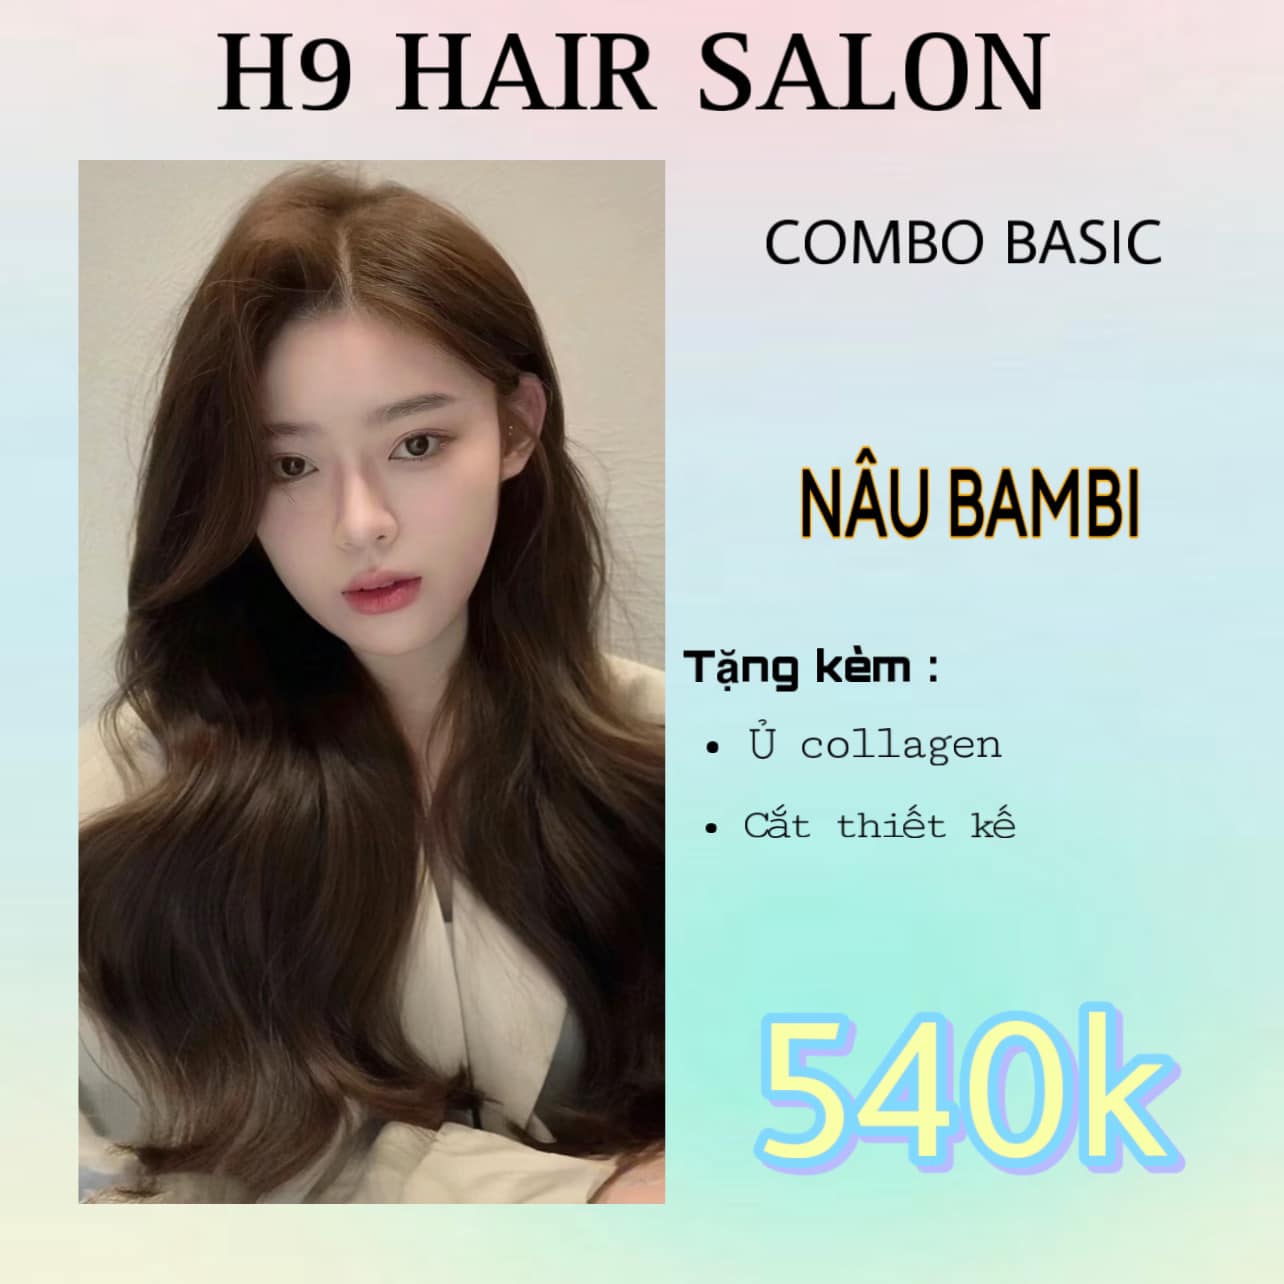 H9 HAIR SALON
COMBO BASIC
NÂU BAMBI
Tặng kèm :
• Ủ collagen
• Cắt thiết kế
540k